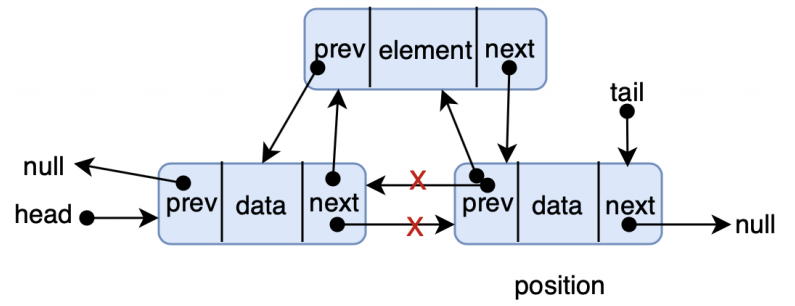 prev element next
tail
null
head
prev data next
X
X
prev data next
null
position